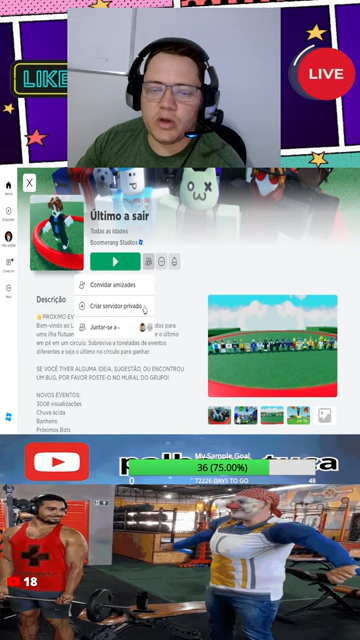 LIKE
LIVE
X
Último a sair
Todas as idades
Boomerang Studios
Convidar amizades
Criar servidor privado
Juntar-se a
Descrição
PRÓXIMO EV
Bem-vindo ao L dos para
uma ilha flutuan er o último
em pé em um círculo. Sobreviva a toneladas de eventos
diferentes e seja o último no círculo para ganhar.
SE VOCÊ TIVER ALGUMA IDEIA, SUGESTÃO, OU ENCONTROU
UM BUG, POR FAVOR POSTE-O NO MURAL DO GRUPO!
NOVOS EVENTOS:
3008 visualizações
Chuva ácida
Banheiro
Próximos Bots
My Sample Goal
36 (75.00%)
0 72226 DAYS TO GO 48
18